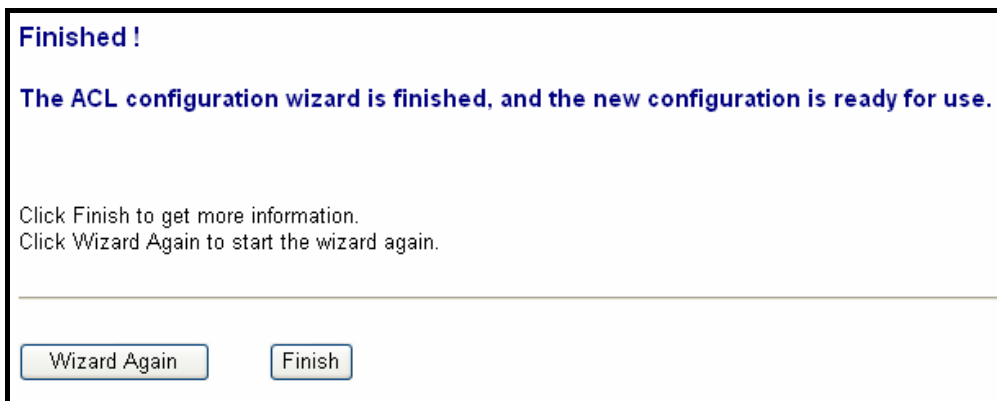 Finished !
The ACL configuration wizard is finished, and the new configuration is ready for use.
Click Finish to get more information.
Click Wizard Again to start the wizard again.
Wizard Again
Finish